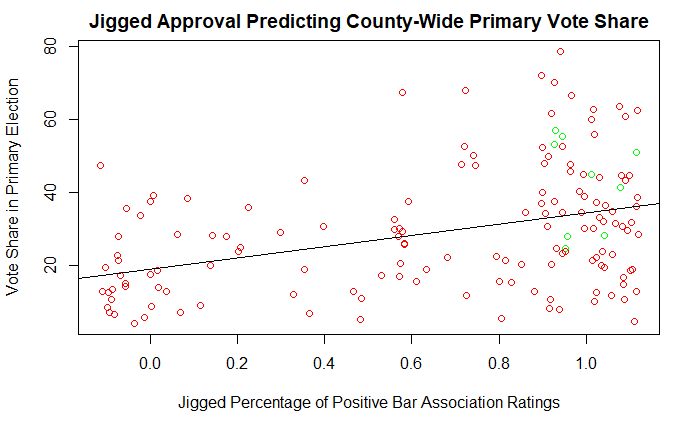 Jigged Approval Predicting County-Wide Primary Vote Share
Vote Share in Primary Election
80
60
40
20
0.0 0.2 0.4 0.6 0.8 1.0
Jigged Percentage of Positive Bar Association Ratings